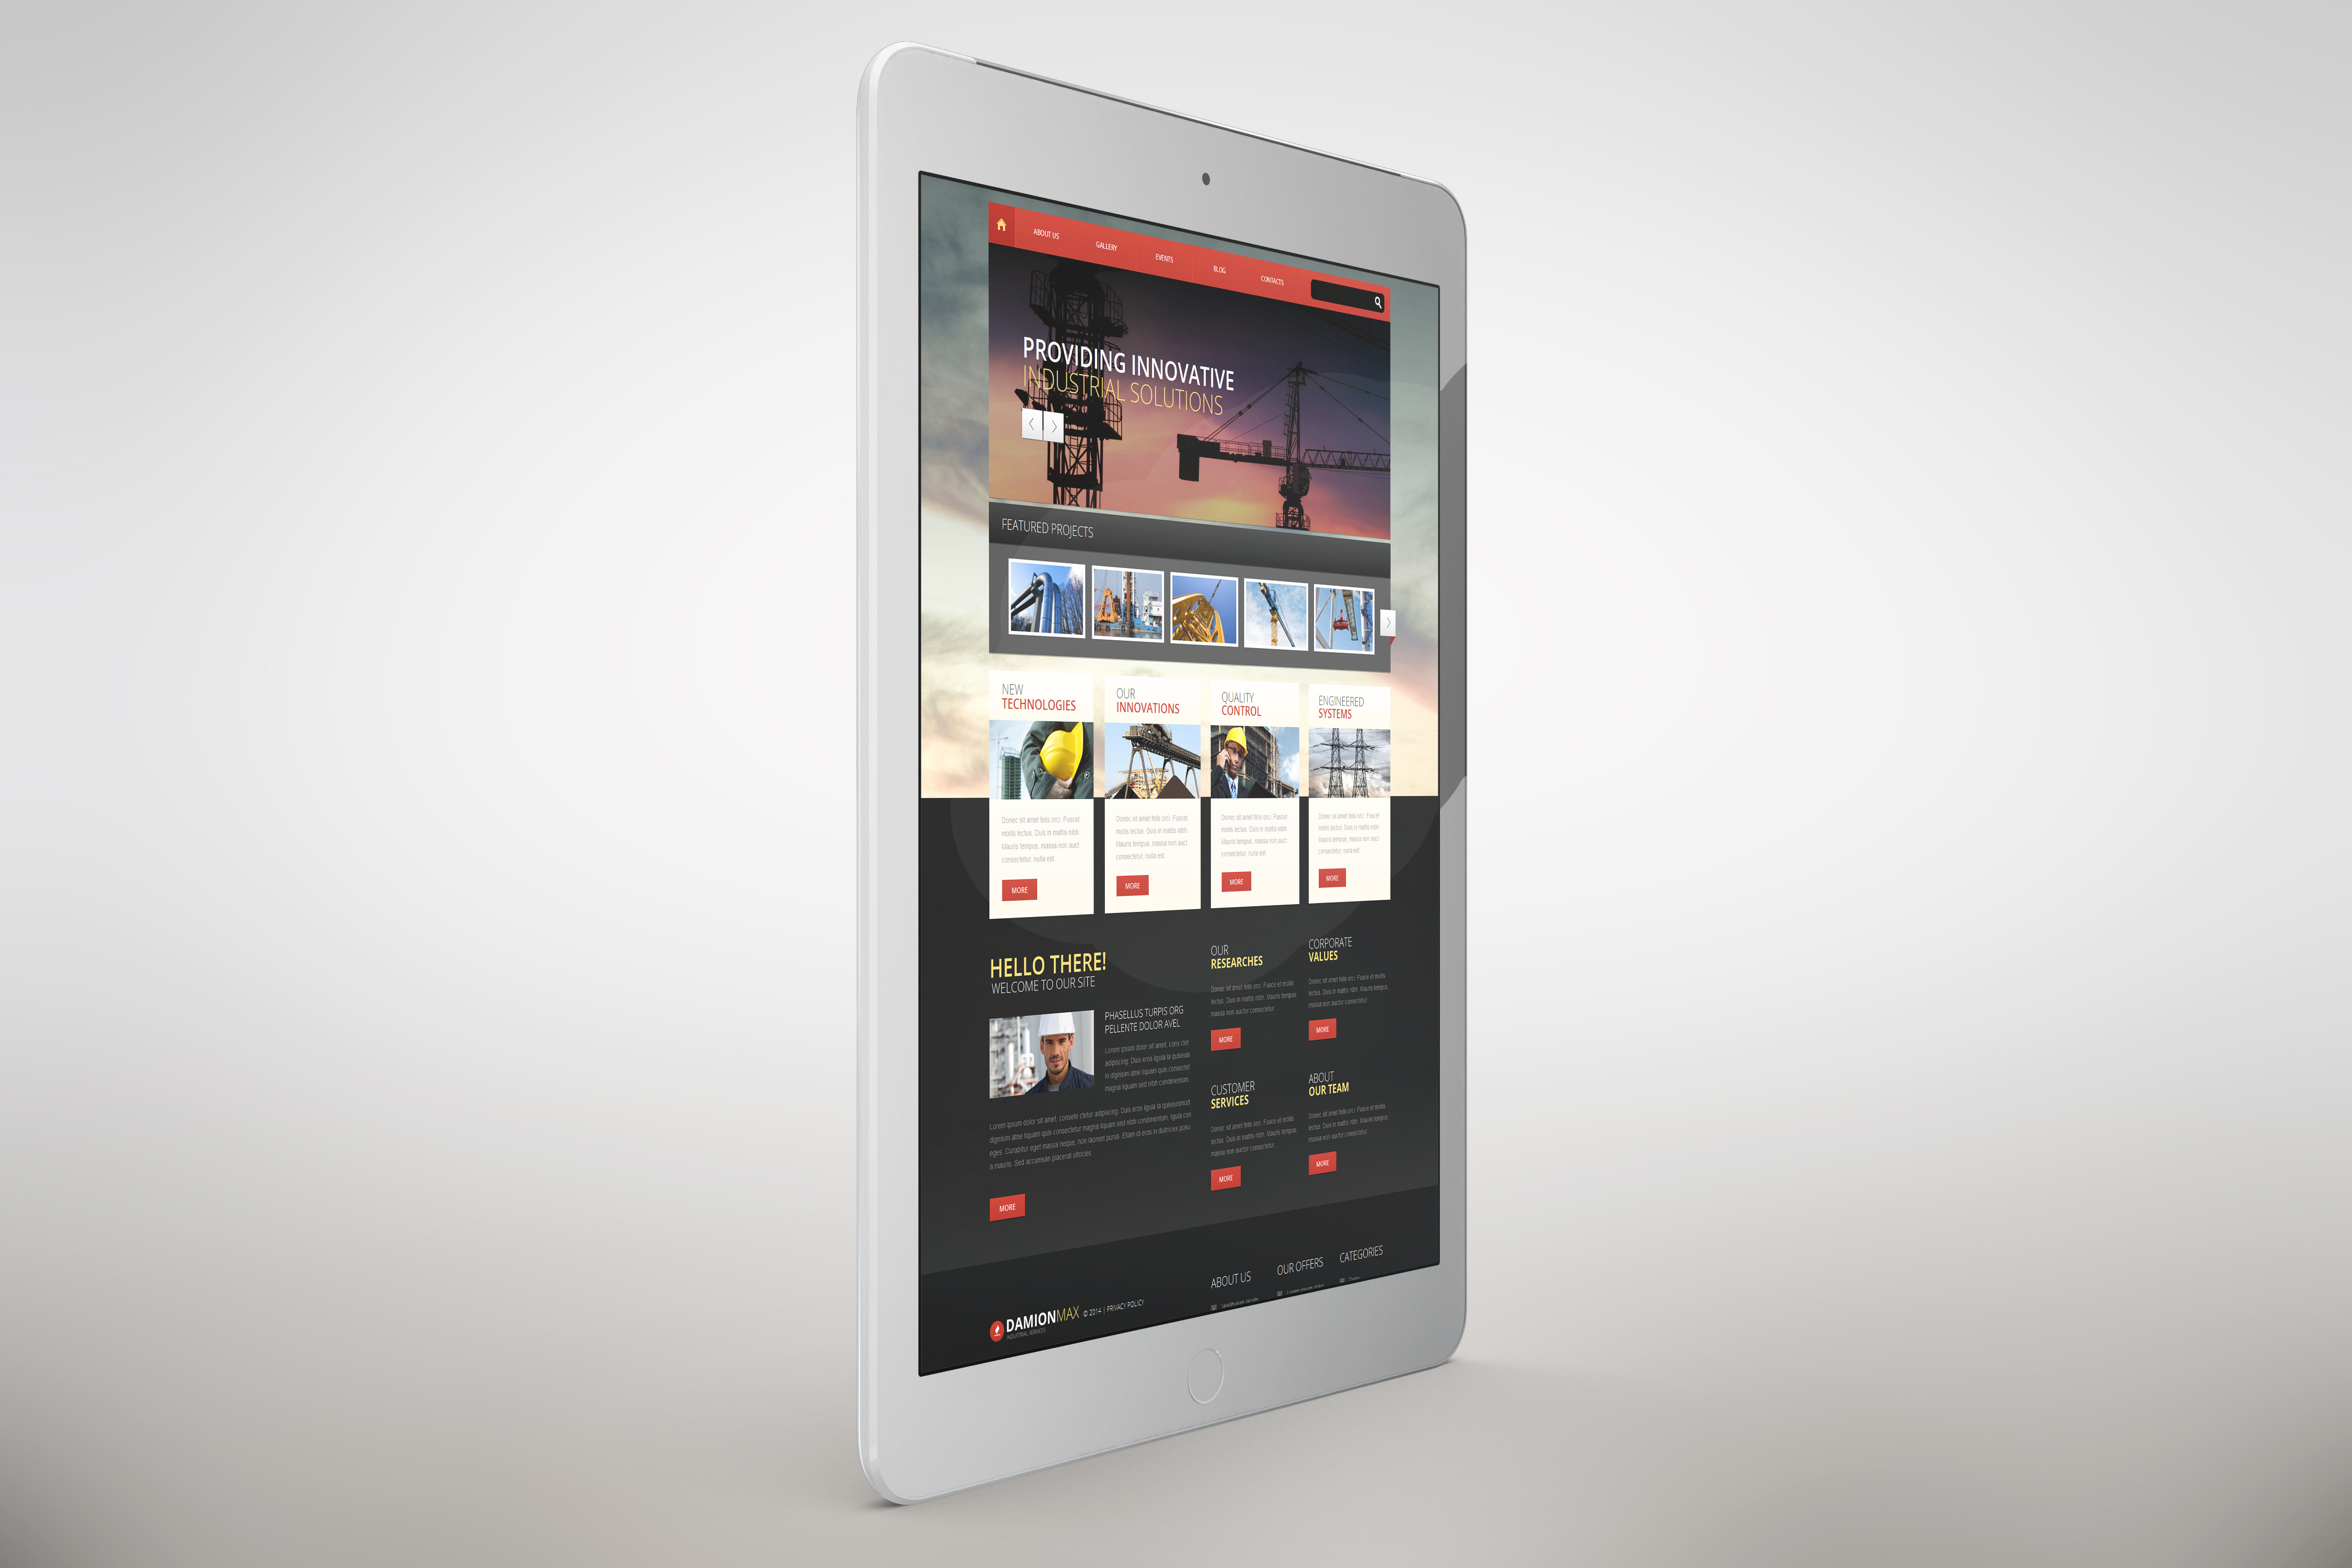 ABOUT US
GALLERY
EVENTS
BLOG
CONTACTS
PROVIDING INNOVATIVE
INDUSTRIAL SOLUTIONS
FEATURED PROJECTS
NEW
TECHNOLOGIES
Donec sit amet felis orci. Fuscet
mollis lectus. Duis in mattis nibh.
Mauris tempus, massa non auct
consectetur, nulla est.
MORE
OUR
INNOVATIONS
Donec sit amet felis orci. Fuscet
mollis lectus. Duis in mattis nibh.
Mauris tempus, massa non auct
consectetur, nulla est.
MORE
QUALITY
CONTROL
Donec sit amet felis orci. Fuscet
mollis lectus. Duis in mattis nibh.
Mauris tempus, massa non auct
consectetur, nulla est.
MORE
ENGINEERED
SYSTEMS
Donec sit amet felis orci. Fuscet
mollis lectus. Duis in mattis nibh.
Mauris tempus, massa non auct
consectetur, nulla est.
MORE
HELLO THERE!
WELCOME TO OUR SITE
PHASELLUS TURPIS ORG
PELLENTE DOLOR AVEL
Lorem ipsum dolor sit amet, cons ctet
adipiscing. Duis eros ligula la quiseusi
m dignisim atne liquam quis consectet
magna liquam sed nibh condimentum.
Lorem ipsum dolor sit amet, consete ctetur adipiscing. Duis eros ligula la quiseusmod
dignisim atne liquam quis consectetur magna liquam sed nibh condimentum. ligula con
eges. Curabitur eget massa neque, non laoreet purus. Etiam id eros in dultricies posu
a mauris. Sed accumsan placerat ultricies.
MORE
OUR
RESEARCHES
Donec sit amet felis orci. Fusce et mollis
lectus. Duis in mattis nibh. Mauris tempus,
massa non auctor consectetur.
MORE
CORPORATE
VALUES
Donec sit amet felis orci. Fusce et mollis
lectus. Duis in mattis nibh. Mauris tempus,
massa non auctor consectetur.
MORE
CUSTOMER
SERVICES
Donec sit amet felis orci. Fusce et mollis
lectus. Duis in mattis nibh. Mauris tempus,
massa non auctor consectetur.
MORE
ABOUT
OUR TEAM
Donec sit amet felis orci. Fusce et mollis
lectus. Duis in mattis nibh. Mauris tempus,
massa non auctor consectetur.
MORE
ABOUT US
OUR OFFERS
CATEGORIES
DAMIONMAX © 2014 | PRIVACY POLICY
INDUSTRIAL SERVICES